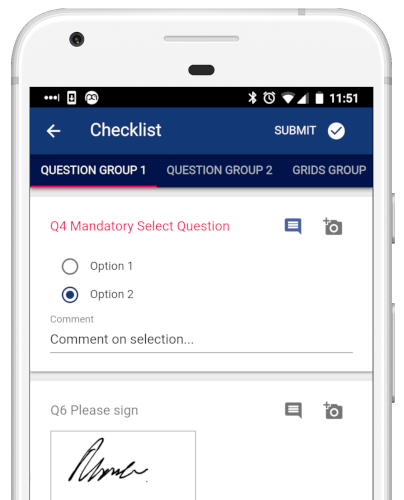 11:51
Checklist
SUBMIT
QUESTION GROUP 1 QUESTION GROUP 2 GRIDS GROUP
Q4 Mandatory Select Question
Option 1
Option 2
Comment
Comment on selection...
Q6 Please sign